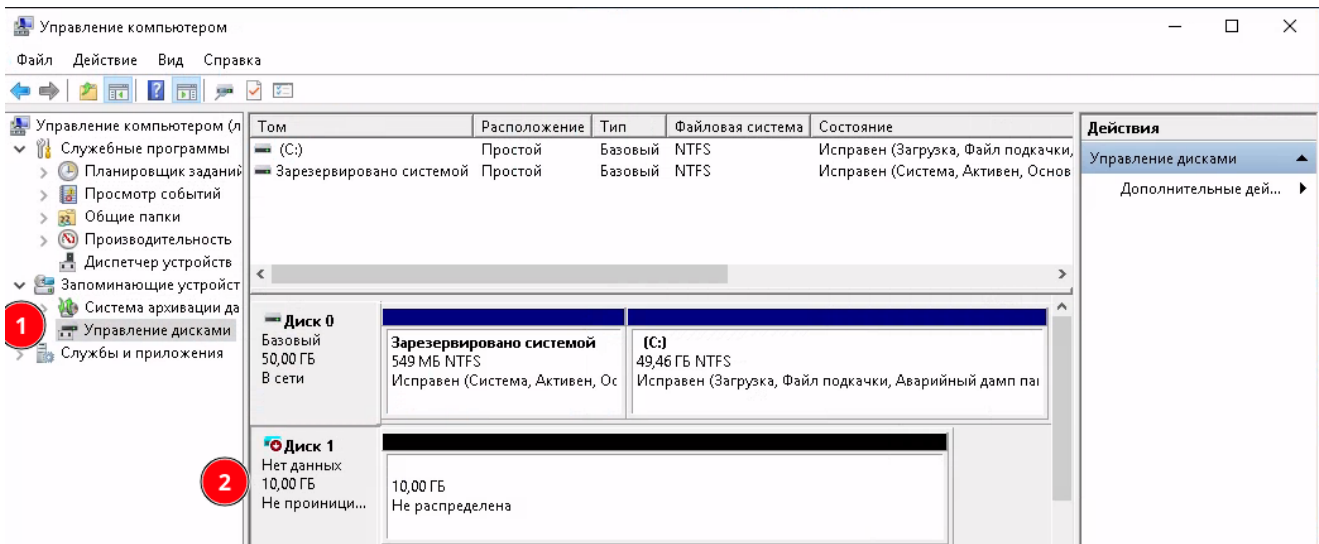 Управление компьютером
Файл Действие Вид Справка
Управление компьютером (л
Служебные программы
Планировщик заданий
Просмотр событий
Общие папки
Производительность
Диспетчер устройств
Запоминающие устройст
Система архивации да
1
Управление дисками
Службы и приложения
Том Расположение Тип Файловая система Состояние
(C:) Простой Базовый NTFS Исправен (Загрузка, Файл подкачки,
Зарезервировано системой Простой Базовый NTFS Исправен (Система, Активен, Основ
Диск 0
Базовый
50,00 ГБ
В сети
Зарезервировано системой
549 МБ NTFS
Исправен (Система, Активен, Ос
(C:)
49,46 ГБ NTFS
Исправен (Загрузка, Файл подкачки, Аварийный дамп пак
2
Диск 1
Нет данных
10,00 ГБ
Не проиници...
10,00 ГБ
Не распределена
Действия
Управление дисками
Дополнительные дей...